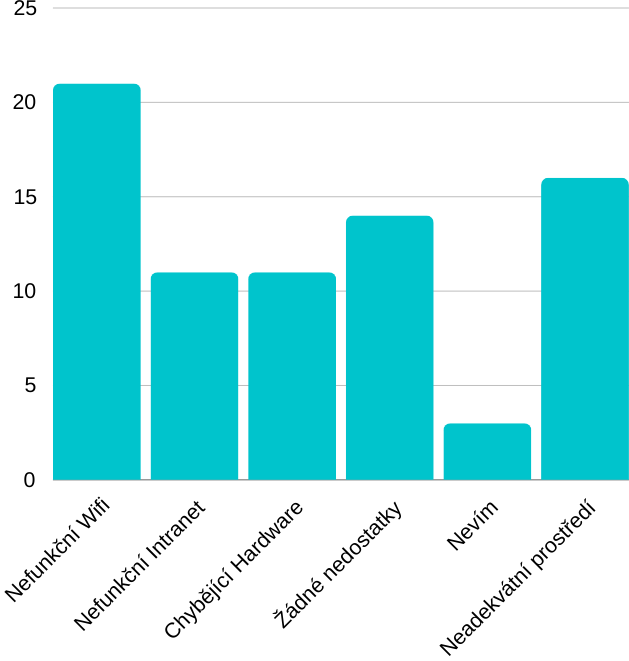 25
20
15
10
5
0
Nefunkční Wifi
Nefunkční Intranet
Chybějící Hardware
Žádné nedostatky
Nevím
Neadekvátní prostředí